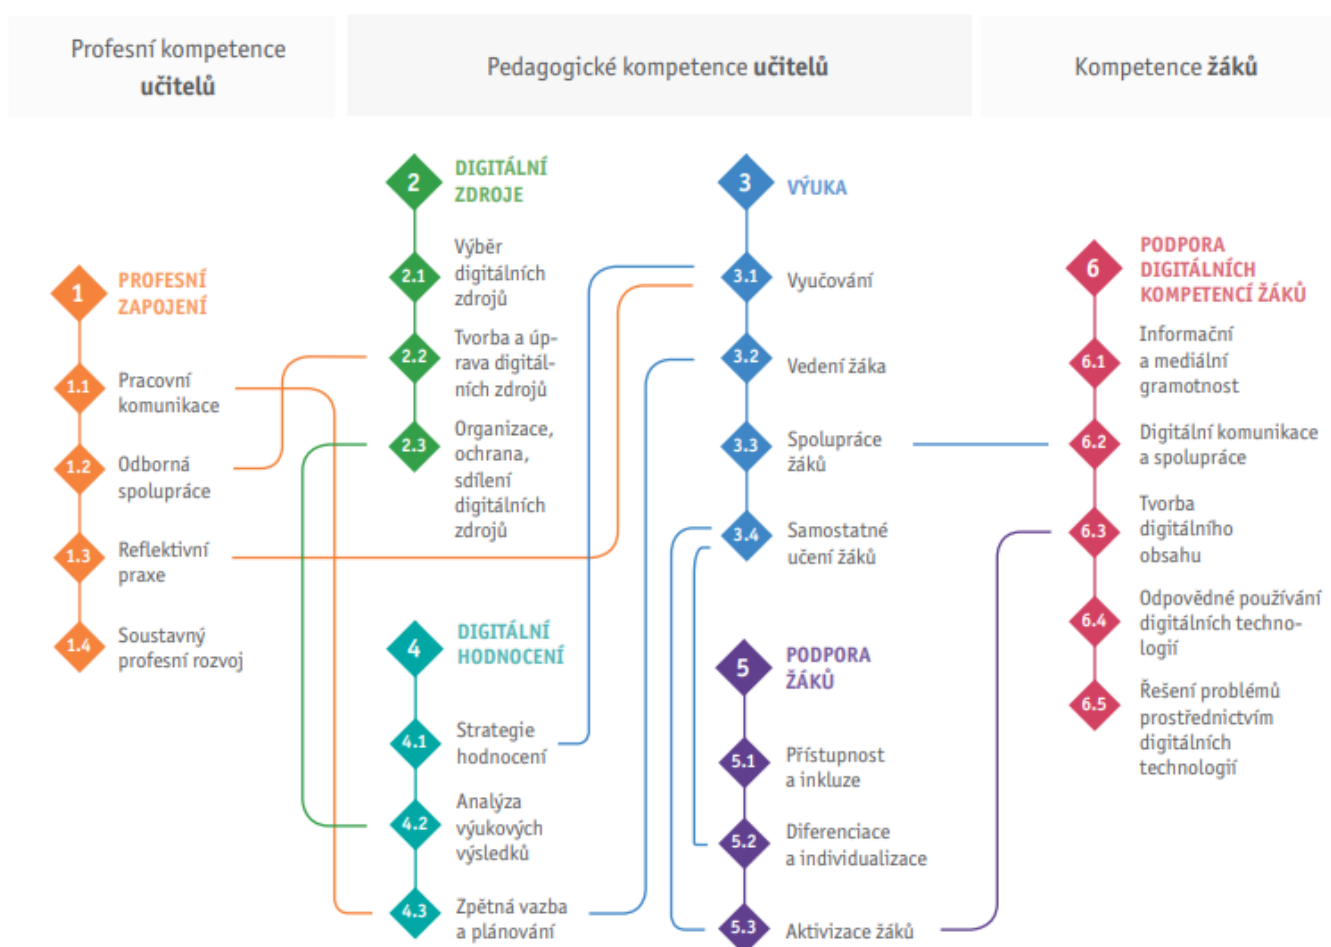 Profesní kompetence
učitelů
Pedagogické kompetence učitelů
Kompetence žáků
1
PROFESNÍ
ZAPOJENÍ
1.1
Pracovní
komunikace
1.2
Odborná
spolupráce
1.3
Reflektivní
praxe
1.4
Soustavný
profesní rozvoj
2
DIGITÁLNÍ
ZDROJE
2.1
Výběr
digitálních
zdrojů
2.2
Tvorba a úp-
rava digitál-
ních zdrojů
2.3
Organizace,
ochrana,
sdílení
digitálních
zdrojů
4
DIGITÁLNÍ
HODNOCENÍ
4.1
Strategie
hodnocení
4.2
Analýza
výukových
výsledků
4.3
Zpětná vazba
a plánování
3
VÝUKA
3.1
Vyučování
3.2
Vedení žáka
3.3
Spolupráce
žáků
3.4
Samostatné
učení žáků
5
PODPORA
ŽÁKŮ
5.1
Přístupnost
a inkluze
5.2
Diferenciace
a individualizace
5.3
Aktivizace žáků
6
PODPORA
DIGITÁLNÍCH
KOMPETENCÍ ŽÁKŮ
6.1
Informační
a mediální
gramotnost
6.2
Digitální komunikace
a spolupráce
6.3
Tvorba
digitálního
obsahu
6.4
Odpovědné používání
digitálních techno-
logií
6.5
Řešení problémů
prostřednictvím
digitálních
technologií